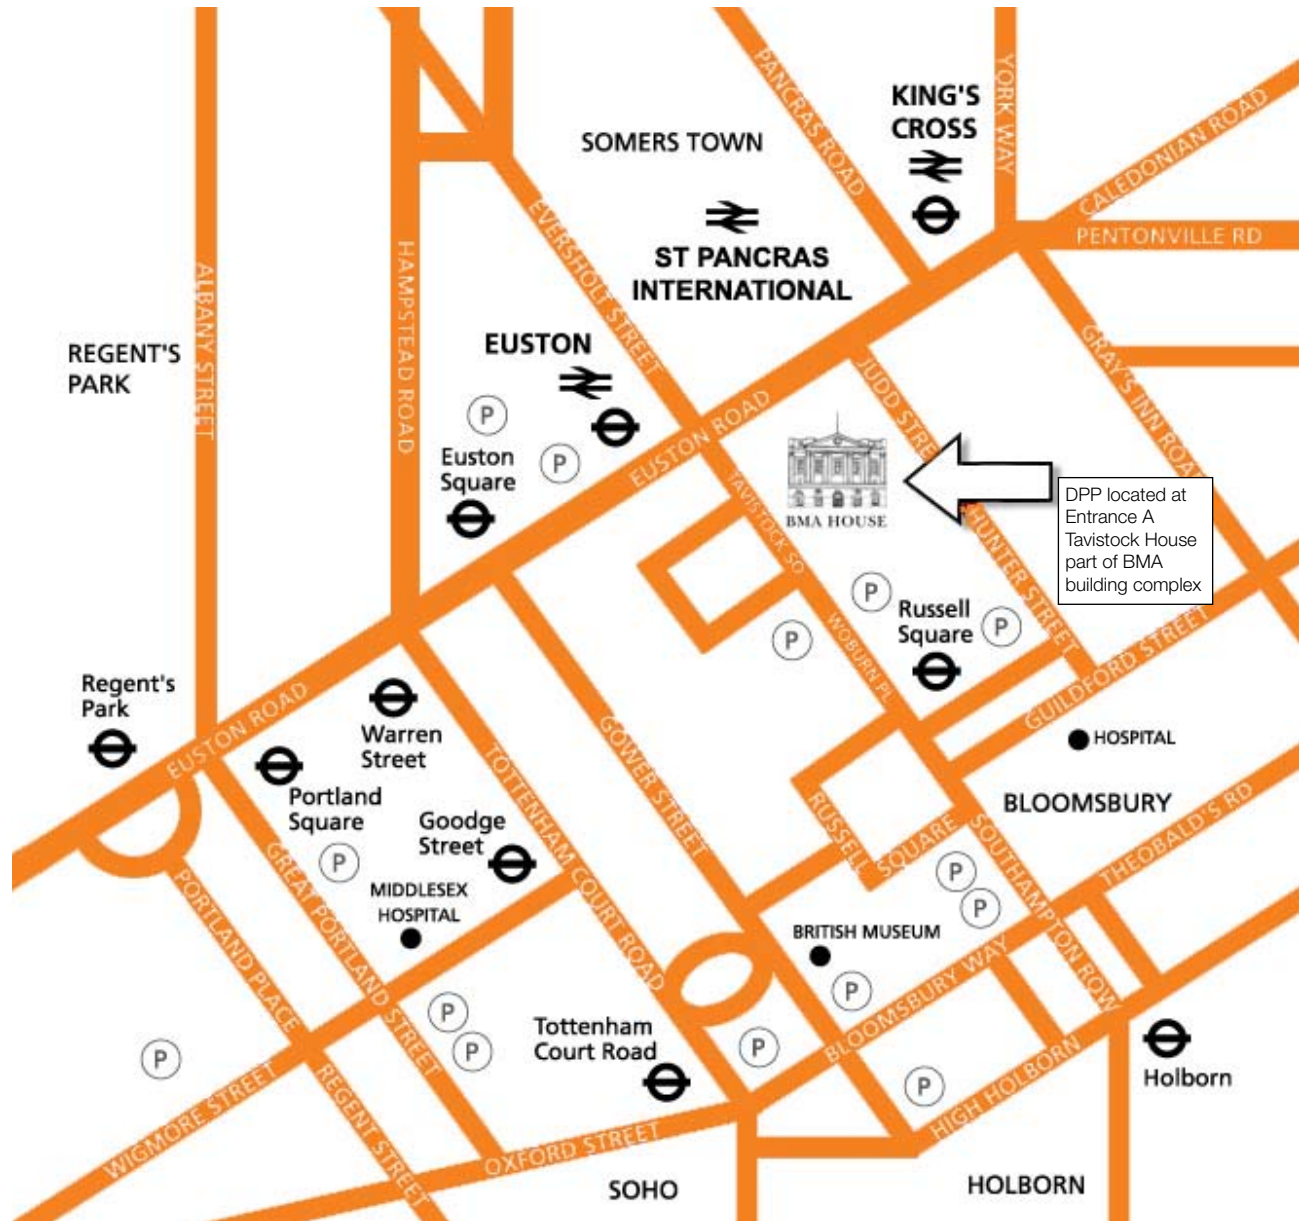 KING'S
CROSS
PANCRAS ROAD
YORK WAY
CALEDONIAN ROAD
PENTONVILLE RD
SOMERS TOWN
ST PANCRAS
INTERNATIONAL
EVERSHOLT STREET
HAMPSTEAD ROAD
ALBANY STREET
REGENT'S
PARK
EUSTON
P
P
Euston
Square
EUSTON ROAD
JUDD STREE
GRAY'S INN ROA
BMA HOUSE
DPP located at
Entrance A
Tavistock House
part of BMA
building complex
TAVISTOCK SQ
HUNTER STREET
P
P
P
Russell
Square
WOBURN PL
GUILDFORD STREET
HOSPITAL
BLOOMSBURY
THEOBALD'S RD
Regent's
Park
EUSTON ROAD
Warren
Street
Portland
Square
P
Goodge
Street
MIDDLESEX
HOSPITAL
TOTTENHAM COURT ROAD
GOWER STREET
RUSSELL
SQUARE
SOUTHAMPTON ROW
P
P
BRITISH MUSEUM
P
BLOOMSBURY WAY
PORTLAND PLACE
GREAT PORTLAND STREET
P
P
P
Tottenham
Court Road
P
P
HIGH HOLBORN
Holborn
WIGMORE STREET
REGENT STREET
OXFORD STREET
SOHO
HOLBORN